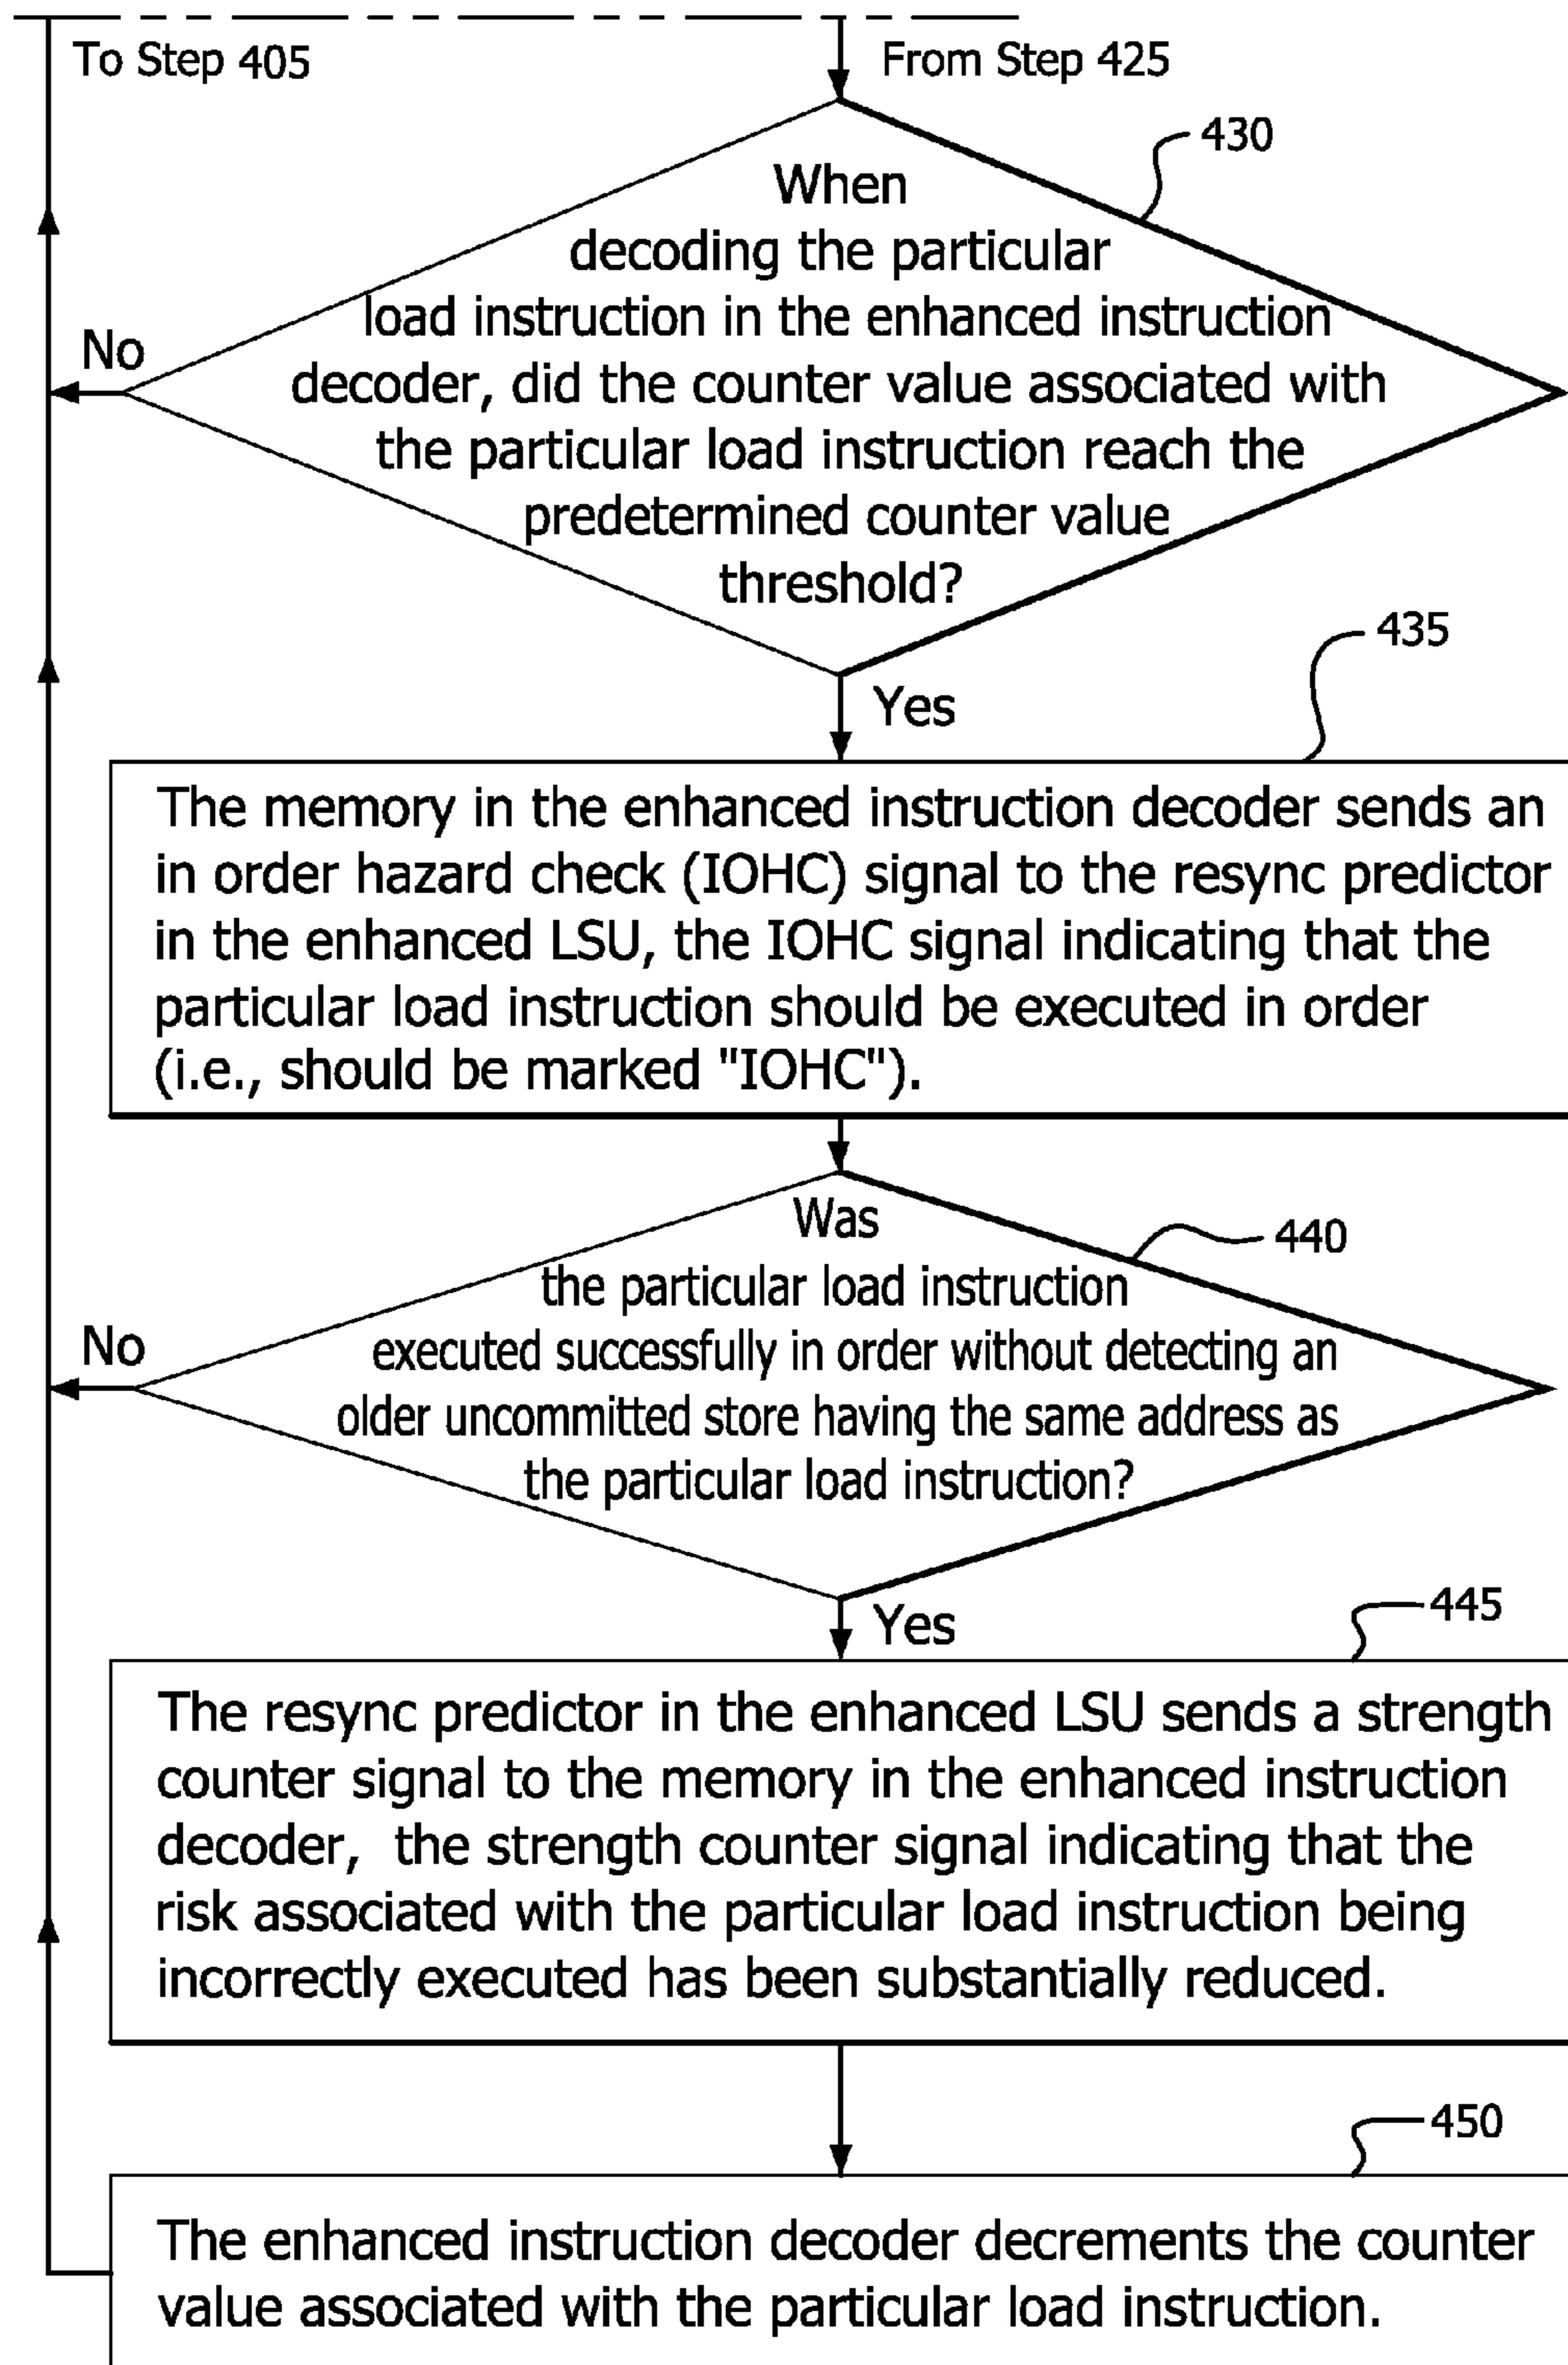 To Step 405
From Step 425
430
When
decoding the particular
load instruction in the enhanced instruction
decoder, did the counter value associated with
the particular load instruction reach the
predetermined counter value
threshold?
No
Yes
435
The memory in the enhanced instruction decoder sends an
in order hazard check (IOHC) signal to the resync predictor
in the enhanced LSU, the IOHC signal indicating that the
particular load instruction should be executed in order
(i.e., should be marked "IOHC").
440
Was
the particular load instruction
executed successfully in order without detecting an
older uncommitted store having the same address as
the particular load instruction?
No
Yes
445
The resync predictor in the enhanced LSU sends a strength
counter signal to the memory in the enhanced instruction
decoder, the strength counter signal indicating that the
risk associated with the particular load instruction being
incorrectly executed has been substantially reduced.
450
The enhanced instruction decoder decrements the counter
value associated with the particular load instruction.